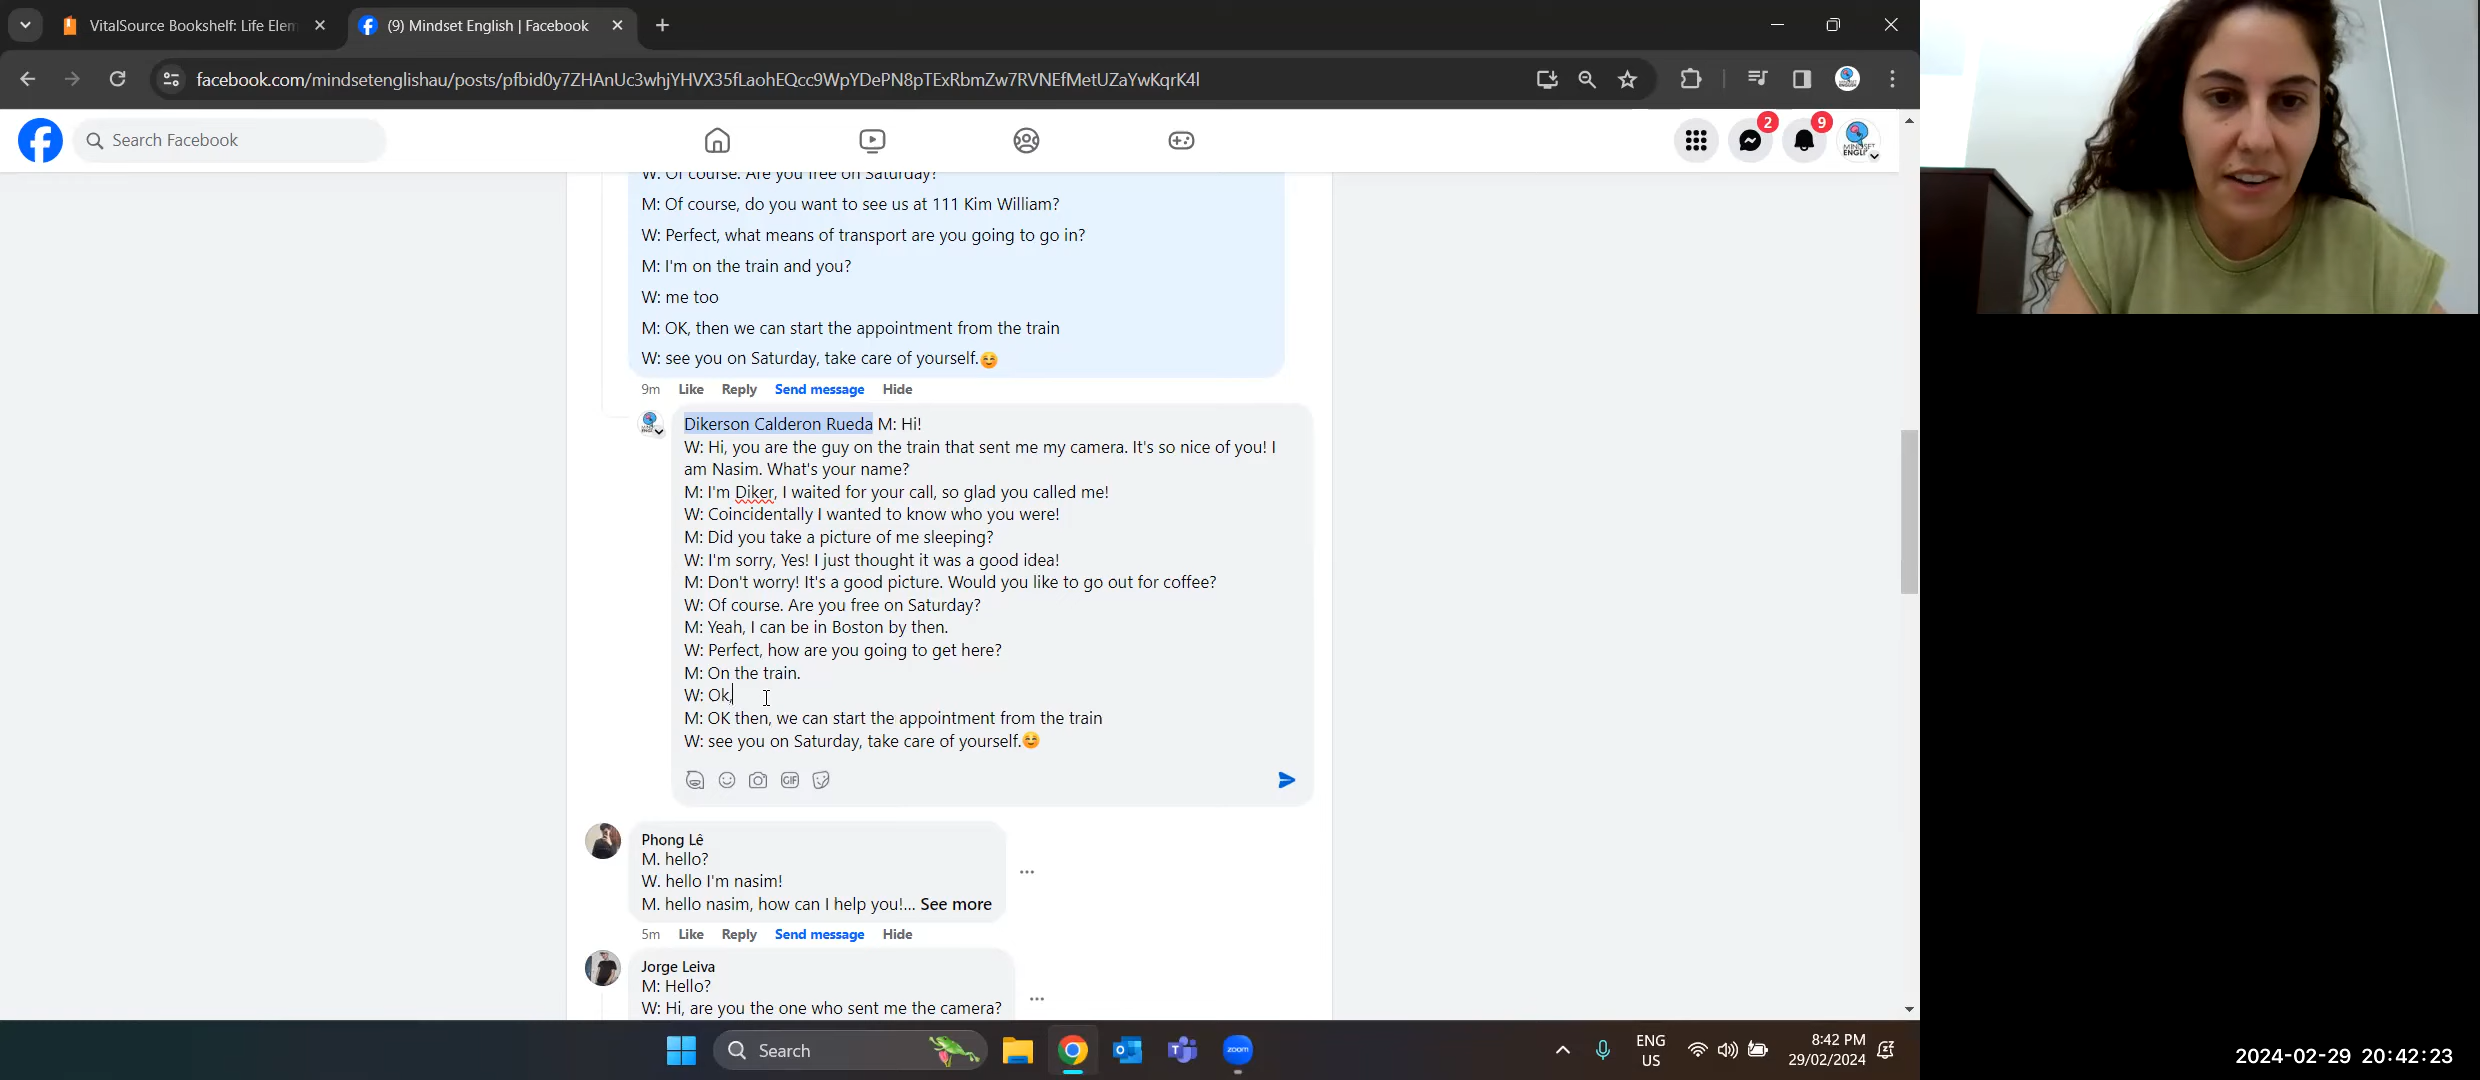 VitalSource Bookshelf: Life Elem
(9) Mindset English | Facebook
facebook.com/mindsetenglishau/posts/pfbid0y7ZHAnUc3whjYHVX35fLaohEQcc9WpYDePN8pTExRbmZw7RVNEfMetUZaYwKqrK4l
Search Facebook
2
9
W: Of course. Are you free on Saturday?
M: Of course, do you want to see us at 111 Kim William?
W: Perfect, what means of transport are you going to go in?
M: I'm on the train and you?
W: me too
M: OK, then we can start the appointment from the train
W: see you on Saturday, take care of yourself.😊
9m Like Reply Send message Hide
Dikerson Calderon Rueda M: Hi!
W: Hi, you are the guy on the train that sent me my camera. It's so nice of you! I
am Nasim. What's your name?
M: I'm Diker, I waited for your call, so glad you called me!
W: Coincidentally I wanted to know who you were!
M: Did you take a picture of me sleeping?
W: I'm sorry, Yes! I just thought it was a good idea!
M: Don't worry! It's a good picture. Would you like to go out for coffee?
W: Of course. Are you free on Saturday?
M: Yeah, I can be in Boston by then.
W: Perfect, how are you going to get here?
M: On the train.
W: Ok,
M: OK then, we can start the appointment from the train
W: see you on Saturday, take care of yourself.😊
GIF
Phong Lê
M. hello?
W. hello I'm nasim!
M. hello nasim, how can I help you!... See more
5m Like Reply Send message Hide
Jorge Leiva
M: Hello?
W: Hi, are you the one who sent me the camera?
Search
zoom
ENG
US
8:42 PM
29/02/2024
2024-02-29 20:42:23